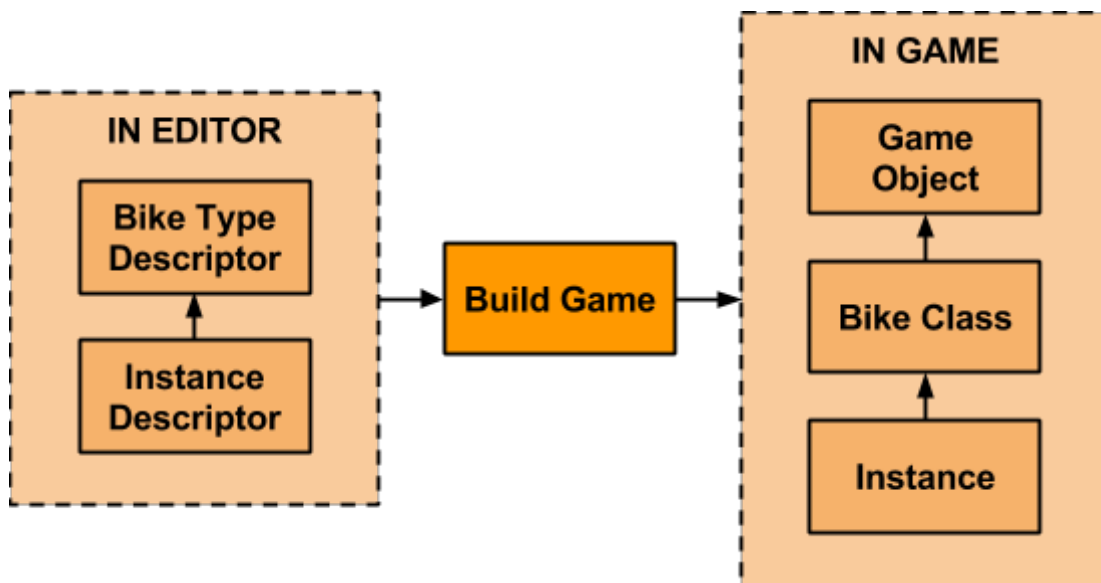 IN EDITOR
Bike Type
Descriptor
Instance
Descriptor
Build Game
IN GAME
Game
Object
Bike Class
Instance